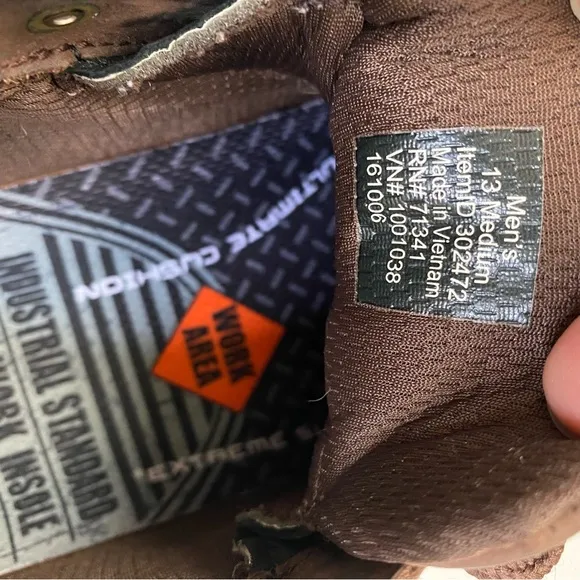 Men's
13 Medium
Item ID 302472
Made in Vietnam
RN# 71341
VN# 1001038
161006
ULTIMATE CUSHION
WORK
AREA
EXTREME
INDUSTRIAL STANDARD
WORK INSOLE